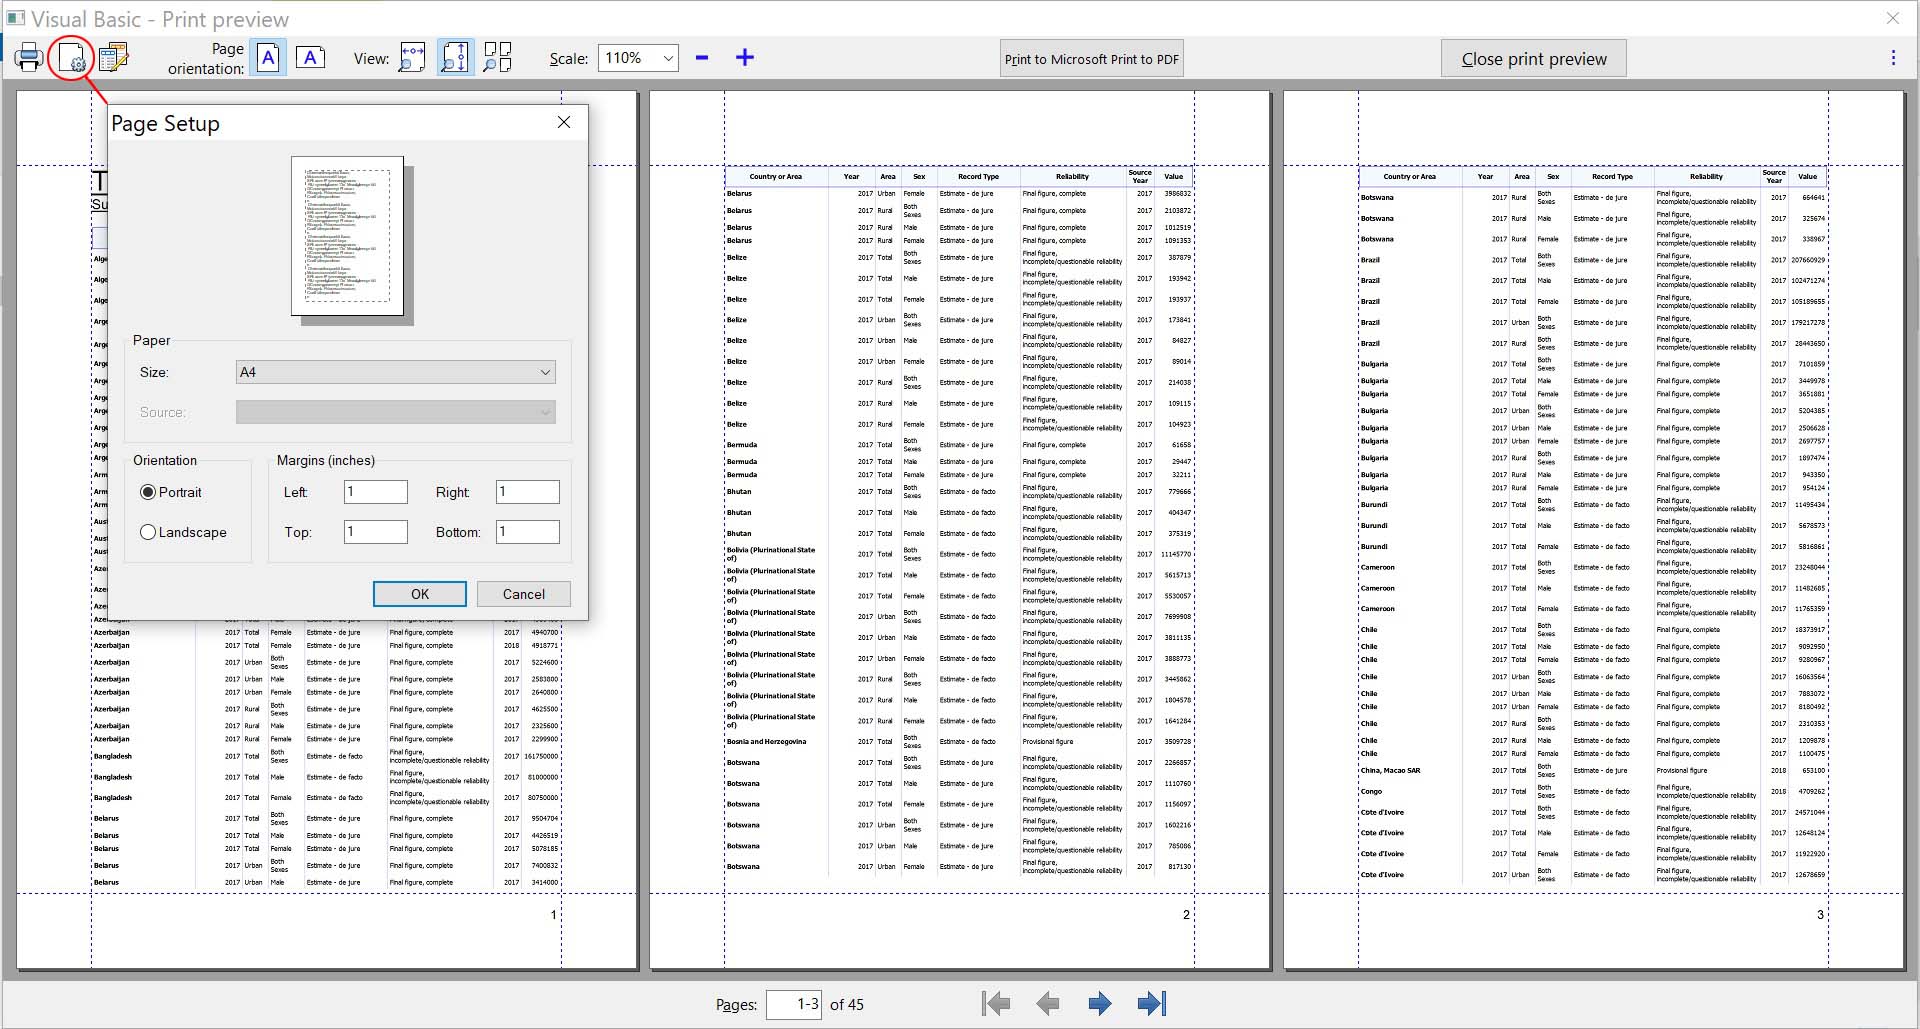 Visual Basic - Print preview
Page orientation: A A View: Scale: 110% Print to Microsoft Print to PDF Close print preview
Page Setup
Paper
Size: A4
Source:
Orientation
Portrait
Landscape
Margins (inches)
Left: 1 Right: 1
Top: 1 Bottom: 1
OK Cancel
T
Su
Azerbaijan 2017 Total Female Estimate - de jure Final figure, complete 2017 4940700
Azerbaijan 2017 Total Female Estimate - de jure Final figure, complete 2018 4918771
Azerbaijan 2017 Urban Both Sexes Estimate - de jure Final figure, complete 2017 5224600
Azerbaijan 2017 Urban Male Estimate - de jure Final figure, complete 2017 2583800
Azerbaijan 2017 Urban Female Estimate - de jure Final figure, complete 2017 2640800
Azerbaijan 2017 Rural Both Sexes Estimate - de jure Final figure, complete 2017 4625500
Azerbaijan 2017 Rural Male Estimate - de jure Final figure, complete 2017 2325600
Azerbaijan 2017 Rural Female Estimate - de jure Final figure, complete 2017 2299900
Bangladesh 2017 Total Both Sexes Estimate - de facto Final figure, incomplete/questionable reliability 2017 161750000
Bangladesh 2017 Total Male Estimate - de facto Final figure, incomplete/questionable reliability 2017 81000000
Bangladesh 2017 Total Female Estimate - de facto Final figure, incomplete/questionable reliability 2017 80750000
Belarus 2017 Total Both Sexes Estimate - de jure Final figure, complete 2017 9504704
Belarus 2017 Total Male Estimate - de jure Final figure, complete 2017 4426519
Belarus 2017 Total Female Estimate - de jure Final figure, complete 2017 5078185
Belarus 2017 Urban Both Sexes Estimate - de jure Final figure, complete 2017 7400832
Belarus 2017 Urban Male Estimate - de jure Final figure, complete 2017 3414000
1
Country or Area Year Area Sex Record Type Reliability Source Year Value
Belarus 2017 Urban Female Estimate - de jure Final figure, complete 2017 3986832
Belarus 2017 Rural Both Sexes Estimate - de jure Final figure, complete 2017 2103872
Belarus 2017 Rural Male Estimate - de jure Final figure, complete 2017 1012519
Belarus 2017 Rural Female Estimate - de jure Final figure, complete 2017 1091353
Belize 2017 Total Both Sexes Estimate - de jure Final figure, incomplete/questionable reliability 2017 387879
Belize 2017 Total Male Estimate - de jure Final figure, incomplete/questionable reliability 2017 193942
Belize 2017 Total Female Estimate - de jure Final figure, incomplete/questionable reliability 2017 193937
Belize 2017 Urban Both Sexes Estimate - de jure Final figure, incomplete/questionable reliability 2017 173841
Belize 2017 Urban Male Estimate - de jure Final figure, incomplete/questionable reliability 2017 84827
Belize 2017 Urban Female Estimate - de jure Final figure, incomplete/questionable reliability 2017 89014
Belize 2017 Rural Both Sexes Estimate - de jure Final figure, incomplete/questionable reliability 2017 214038
Belize 2017 Rural Male Estimate - de jure Final figure, incomplete/questionable reliability 2017 109115
Belize 2017 Rural Female Estimate - de jure Final figure, incomplete/questionable reliability 2017 104923
Bermuda 2017 Total Both Sexes Estimate - de jure Final figure, complete 2017 61658
Bermuda 2017 Total Male Estimate - de jure Final figure, complete 2017 29447
Bermuda 2017 Total Female Estimate - de jure Final figure, complete 2017 32211
Bhutan 2017 Total Both Sexes Estimate - de facto Final figure, incomplete/questionable reliability 2017 779666
Bhutan 2017 Total Male Estimate - de facto Final figure, incomplete/questionable reliability 2017 404347
Bhutan 2017 Total Female Estimate - de facto Final figure, incomplete/questionable reliability 2017 375319
Bolivia (Plurinational State of) 2017 Total Both Sexes Estimate - de facto Final figure, incomplete/questionable reliability 2017 11145770
Bolivia (Plurinational State of) 2017 Total Male Estimate - de facto Final figure, incomplete/questionable reliability 2017 5615713
Bolivia (Plurinational State of) 2017 Total Female Estimate - de facto Final figure, incomplete/questionable reliability 2017 5530057
Bolivia (Plurinational State of) 2017 Urban Both Sexes Estimate - de facto Final figure, incomplete/questionable reliability 2017 7699908
Bolivia (Plurinational State of) 2017 Urban Male Estimate - de facto Final figure, incomplete/questionable reliability 2017 3811135
Bolivia (Plurinational State of) 2017 Urban Female Estimate - de facto Final figure, incomplete/questionable reliability 2017 3888773
Bolivia (Plurinational State of) 2017 Rural Both Sexes Estimate - de facto Final figure, incomplete/questionable reliability 2017 3445862
Bolivia (Plurinational State of) 2017 Rural Male Estimate - de facto Final figure, incomplete/questionable reliability 2017 1804578
Bolivia (Plurinational State of) 2017 Rural Female Estimate - de facto Final figure, incomplete/questionable reliability 2017 1641284
Bosnia and Herzegovina 2017 Total Both Sexes Estimate - de facto Provisional figure 2017 3509728
Botswana 2017 Total Both Sexes Estimate - de jure Final figure, incomplete/questionable reliability 2017 2266857
Botswana 2017 Total Male Estimate - de jure Final figure, incomplete/questionable reliability 2017 1110760
Botswana 2017 Total Female Estimate - de jure Final figure, incomplete/questionable reliability 2017 1156097
Botswana 2017 Urban Both Sexes Estimate - de jure Final figure, incomplete/questionable reliability 2017 1602216
Botswana 2017 Urban Male Estimate - de jure Final figure, incomplete/questionable reliability 2017 785086
Botswana 2017 Urban Female Estimate - de jure Final figure, incomplete/questionable reliability 2017 817130
2
Country or Area Year Area Sex Record Type Reliability Source Year Value
Botswana 2017 Rural Both Sexes Estimate - de jure Final figure, incomplete/questionable reliability 2017 664641
Botswana 2017 Rural Male Estimate - de jure Final figure, incomplete/questionable reliability 2017 325674
Botswana 2017 Rural Female Estimate - de jure Final figure, incomplete/questionable reliability 2017 338967
Brazil 2017 Total Both Sexes Estimate - de jure Final figure, incomplete/questionable reliability 2017 207660929
Brazil 2017 Total Male Estimate - de jure Final figure, incomplete/questionable reliability 2017 102471274
Brazil 2017 Total Female Estimate - de jure Final figure, incomplete/questionable reliability 2017 105189655
Brazil 2017 Urban Both Sexes Estimate - de jure Final figure, incomplete/questionable reliability 2017 179217278
Brazil 2017 Rural Both Sexes Estimate - de jure Final figure, incomplete/questionable reliability 2017 28443650
Bulgaria 2017 Total Both Sexes Estimate - de jure Final figure, complete 2017 7101859
Bulgaria 2017 Total Male Estimate - de jure Final figure, complete 2017 3449978
Bulgaria 2017 Total Female Estimate - de jure Final figure, complete 2017 3651881
Bulgaria 2017 Urban Both Sexes Estimate - de jure Final figure, complete 2017 5204385
Bulgaria 2017 Urban Male Estimate - de jure Final figure, complete 2017 2506628
Bulgaria 2017 Urban Female Estimate - de jure Final figure, complete 2017 2697757
Bulgaria 2017 Rural Both Sexes Estimate - de jure Final figure, complete 2017 1897474
Bulgaria 2017 Rural Male Estimate - de jure Final figure, complete 2017 943350
Bulgaria 2017 Rural Female Estimate - de jure Final figure, complete 2017 954124
Burundi 2017 Total Both Sexes Estimate - de facto Final figure, incomplete/questionable reliability 2017 11495434
Burundi 2017 Total Male Estimate - de facto Final figure, incomplete/questionable reliability 2017 5678573
Burundi 2017 Total Female Estimate - de facto Final figure, incomplete/questionable reliability 2017 5816861
Cameroon 2017 Total Both Sexes Estimate - de facto Final figure, incomplete/questionable reliability 2017 23248044
Cameroon 2017 Total Male Estimate - de facto Final figure, incomplete/questionable reliability 2017 11482685
Cameroon 2017 Total Female Estimate - de facto Final figure, incomplete/questionable reliability 2017 11765359
Chile 2017 Total Both Sexes Estimate - de facto Final figure, complete 2017 18373917
Chile 2017 Total Male Estimate - de facto Final figure, complete 2017 9092950
Chile 2017 Total Female Estimate - de facto Final figure, complete 2017 9280967
Chile 2017 Urban Both Sexes Estimate - de facto Final figure, complete 2017 16063564
Chile 2017 Urban Male Estimate - de facto Final figure, complete 2017 7883072
Chile 2017 Urban Female Estimate - de facto Final figure, complete 2017 8180492
Chile 2017 Rural Both Sexes Estimate - de facto Final figure, complete 2017 2310353
Chile 2017 Rural Male Estimate - de facto Final figure, complete 2017 1209878
Chile 2017 Rural Female Estimate - de facto Final figure, complete 2017 1100475
China, Macao SAR 2017 Total Both Sexes Estimate - de jure Provisional figure 2018 653100
Congo 2017 Total Both Sexes Estimate - de facto Final figure, incomplete/questionable reliability 2018 4709262
Côte d'Ivoire 2017 Total Both Sexes Estimate - de facto Final figure, incomplete/questionable reliability 2017 24571044
Côte d'Ivoire 2017 Total Male Estimate - de facto Final figure, incomplete/questionable reliability 2017 12648124
Côte d'Ivoire 2017 Total Female Estimate - de facto Final figure, incomplete/questionable reliability 2017 11922920
Côte d'Ivoire 2017 Urban Both Sexes Estimate - de facto Final figure, incomplete/questionable reliability 2017 12678659
3
Pages: 1-3 of 45